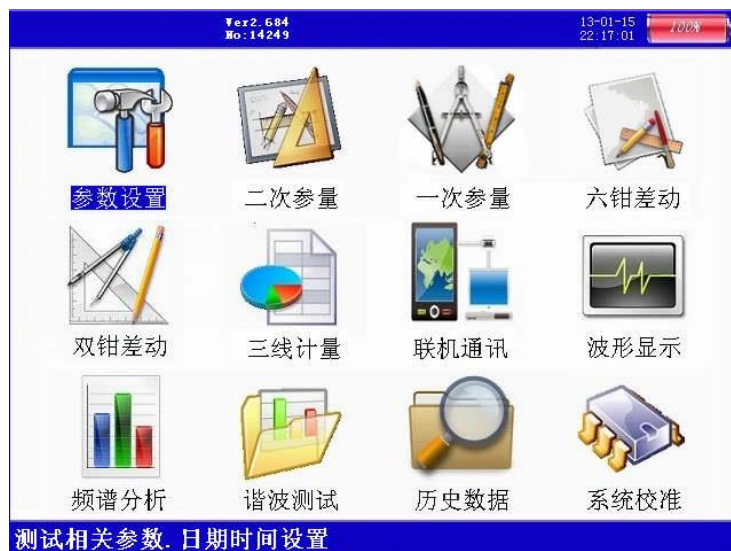 Ver2.684
No:14249
13-01-15
22:17:01
100%
参数设置 二次参量 一次参量 六钳差动
双钳差动 三线计量 联机通讯 波形显示
频谱分析 谐波测试 历史数据 系统校准
测试相关参数.日期时间设置